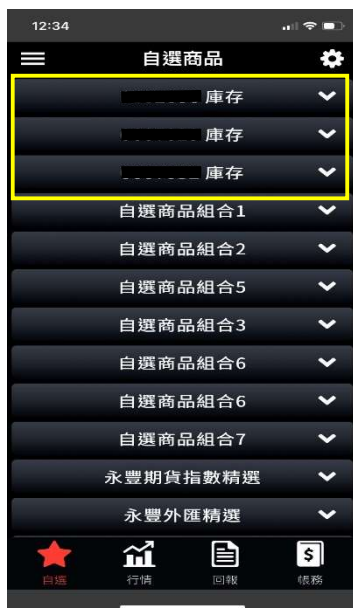 12:34
自選商品
庫存
庫存
庫存
自選商品組合1
自選商品組合2
自選商品組合5
自選商品組合3
自選商品組合6
自選商品組合6
自選商品組合7
永豐期貨指數精選
永豐外匯精選
自選 行情 回報 帳務